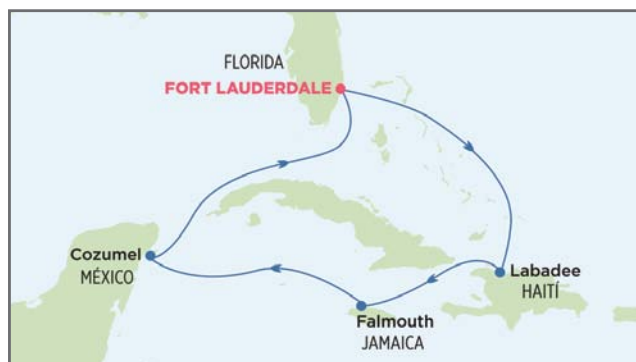 FLORIDA
FORT LAUDERDALE
Cozumel
MÉXICO
Labadee
HAITÍ
Falmouth
JAMAICA